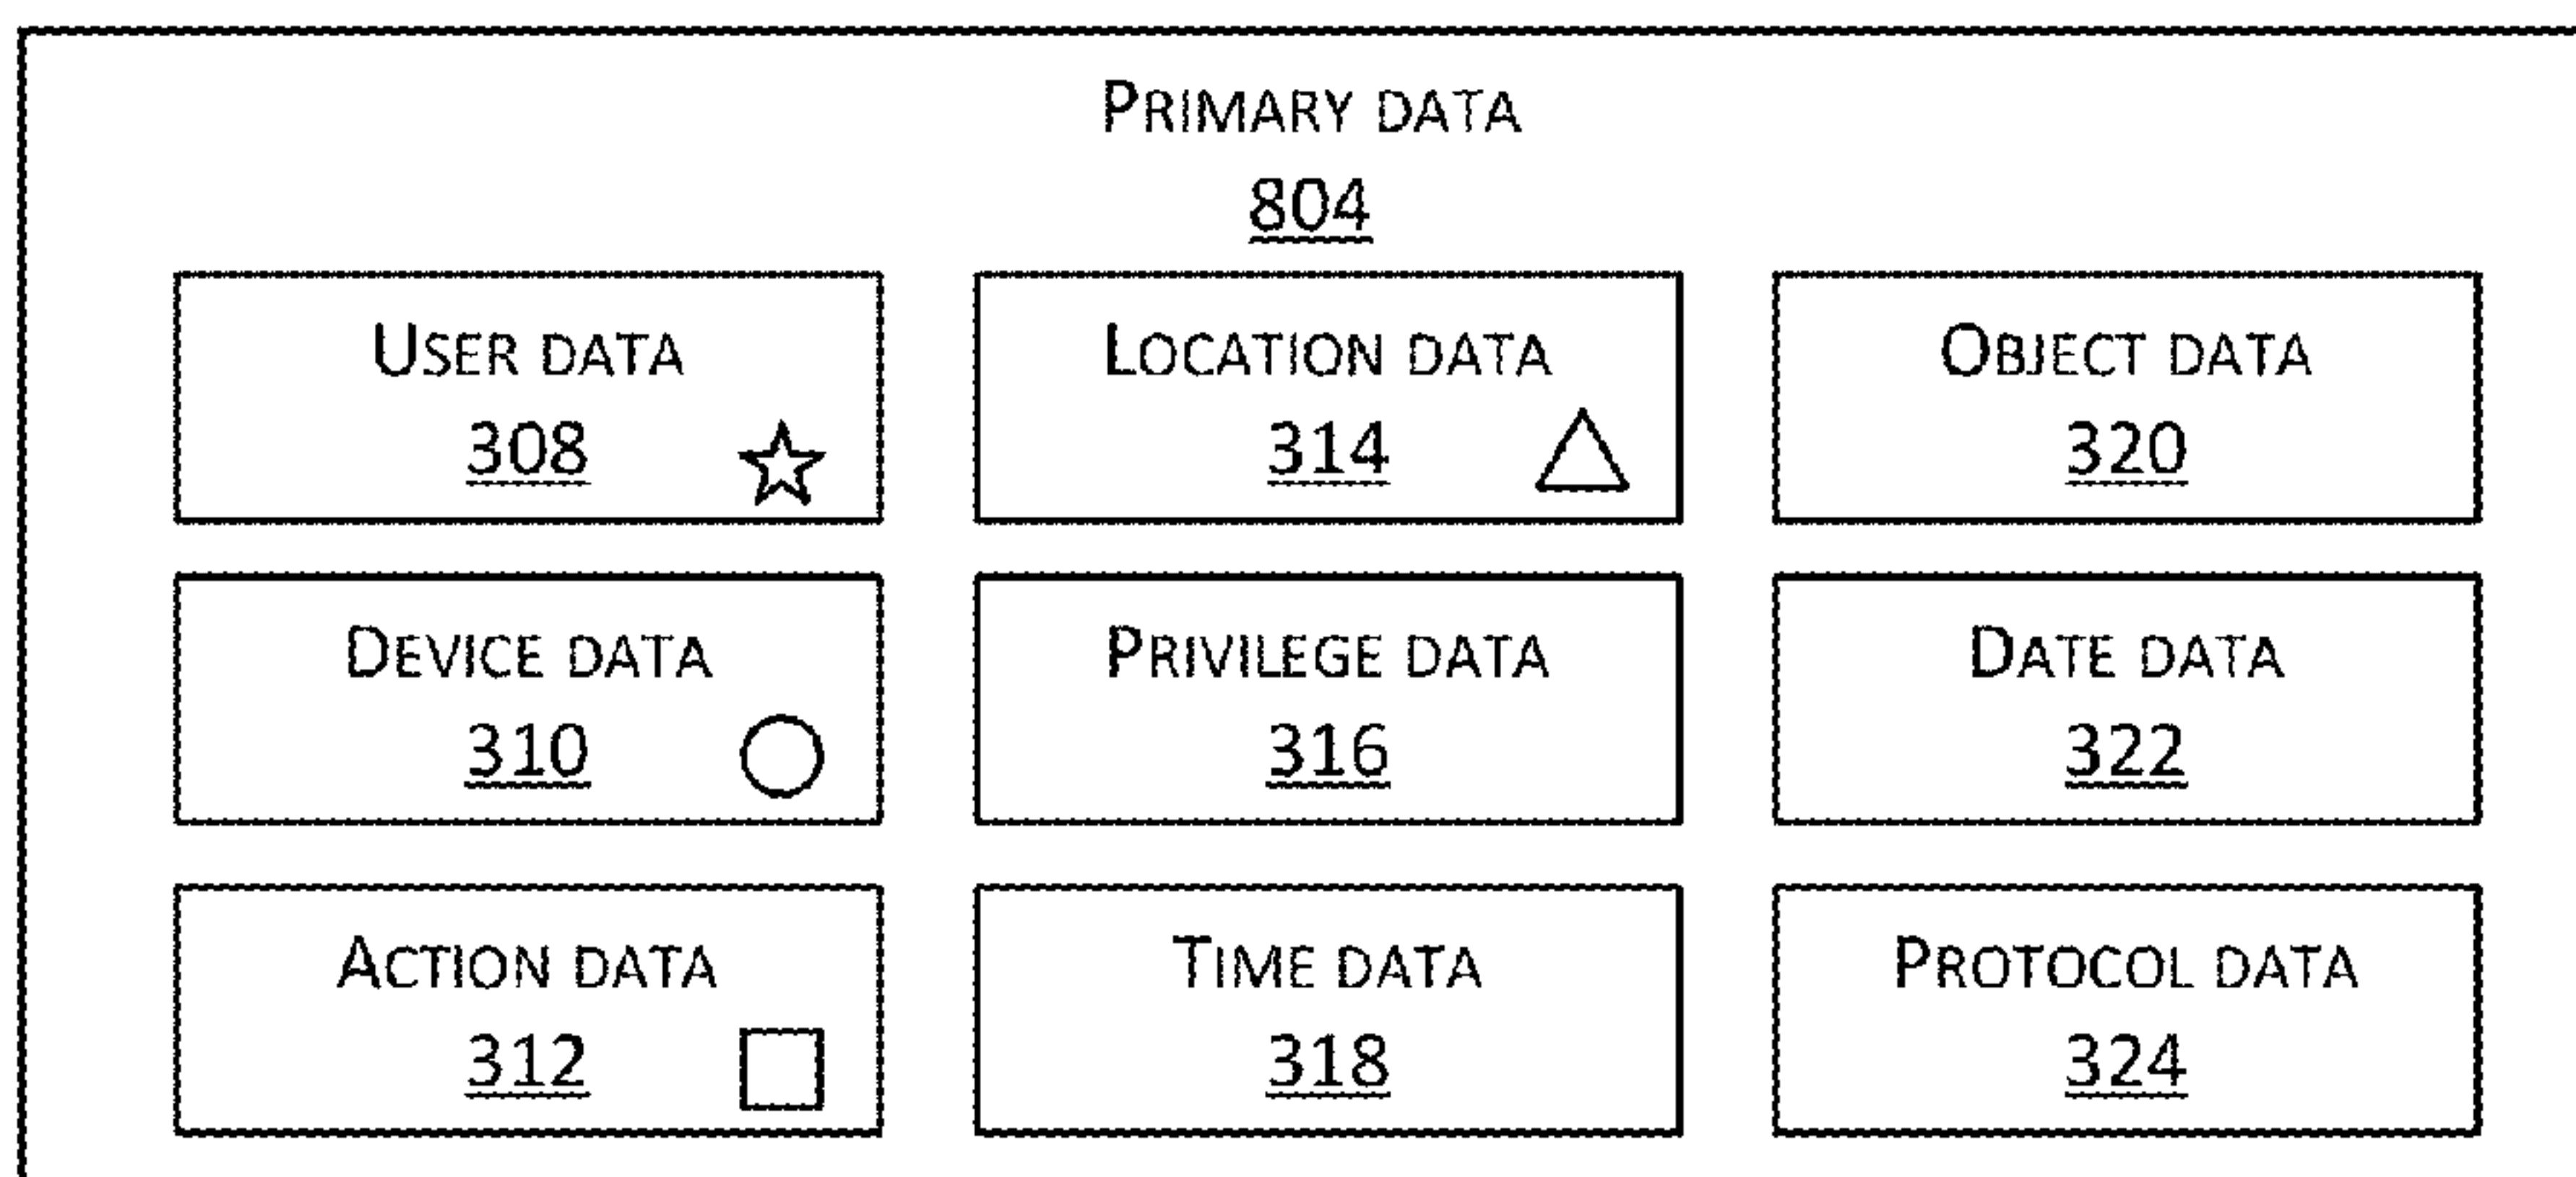 PRIMARY DATA
804
USER DATA
308
LOCATION DATA
314
OBJECT DATA
320
DEVICE DATA
310
PRIVILEGE DATA
316
DATE DATA
322
ACTION DATA
312
TIME DATA
318
PROTOCOL DATA
324